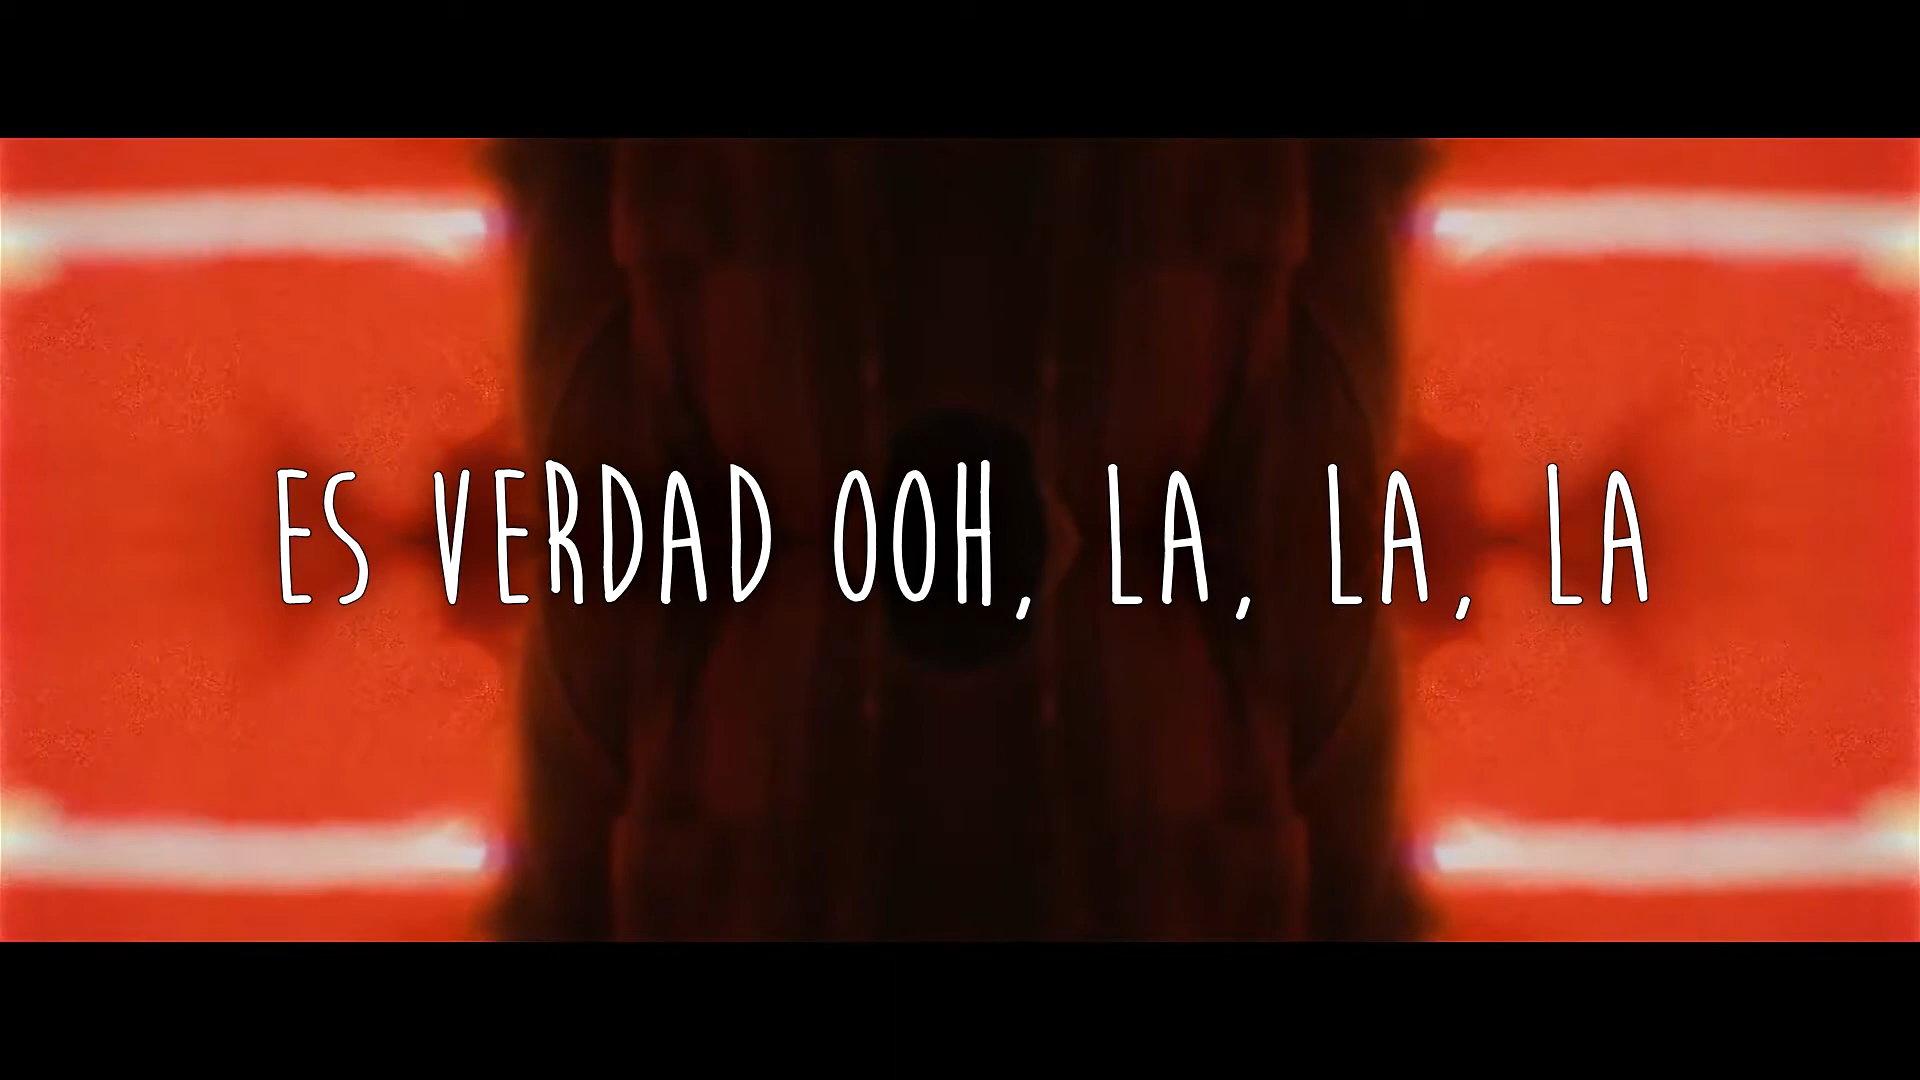 ES VERDAD OOH, LA, LA, LA